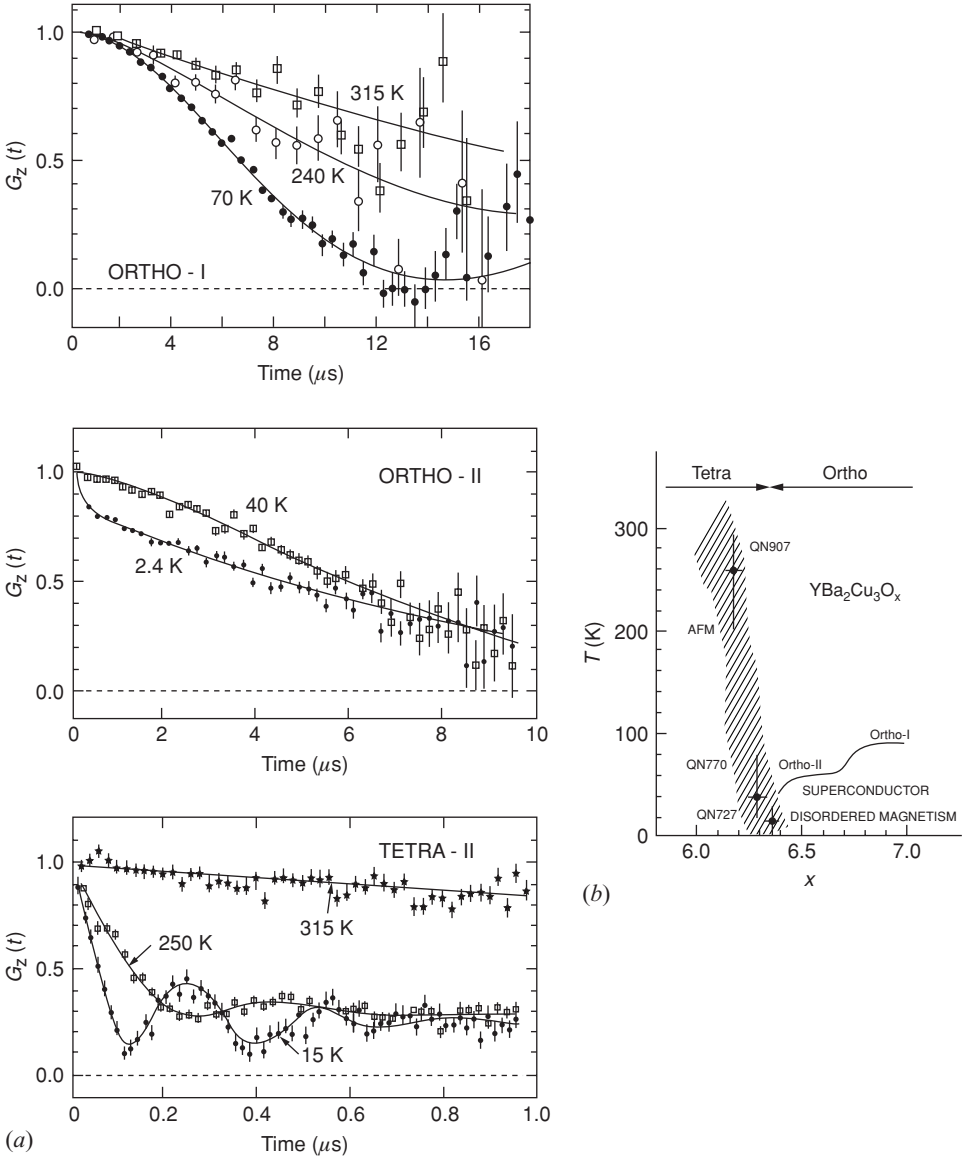 1.0
0.5
0.0
G_z (t)
315 K
240 K
70 K
ORTHO - I
0 4 8 12 16
Time (μs)
1.0
0.5
0.0
G_z (t)
ORTHO - II
40 K
2.4 K
0 2 4 6 8 10
Time (μs)
1.0
0.5
0.0
G_z (t)
TETRA - II
315 K
250 K
15 K
0 0.2 0.4 0.6 0.8 1.0
Time (μs)
(a)
Tetra Ortho
300
200
100
0
T (K)
QN907
YBa₂Cu₃Oₓ
AFM
Ortho-I
QN770
Ortho-II
SUPERCONDUCTOR
QN727
DISORDERED MAGNETISM
6.0 6.5 7.0
x
(b)